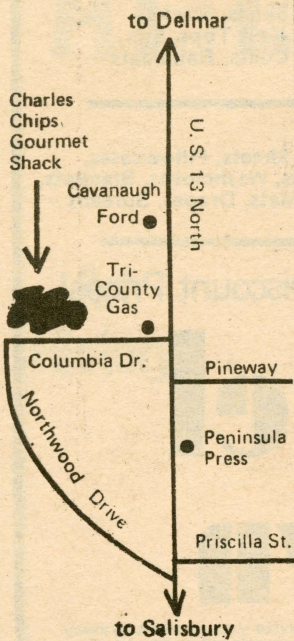 to Delmar
Charles
Chips
Gourmet
Shack
U. S. 13 North
Cavanaugh
Ford
Tri-
County
Gas
Columbia Dr.
Pineway
Northwood Drive
Peninsula
Press
Priscilla St.
to Salisbury